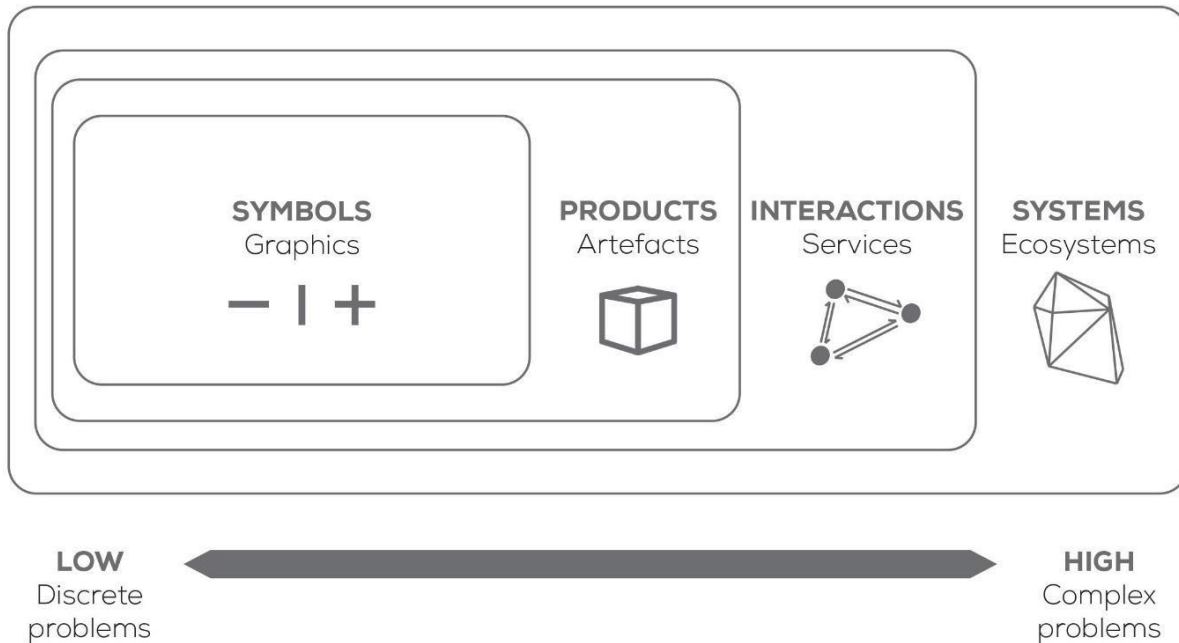 SYMBOLS
Graphics
PRODUCTS
Artefacts
INTERACTIONS
Services
SYSTEMS
Ecosystems
LOW
Discrete
problems
HIGH
Complex
problems